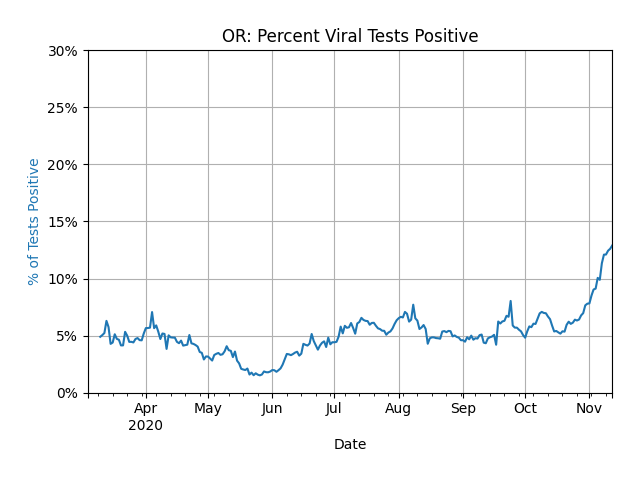 OR: Percent Viral Tests Positive
30%
25%
20%
15%
10%
5%
0%
% of Tests Positive
Apr May Jun Jul Aug Sep Oct Nov
2020
Date